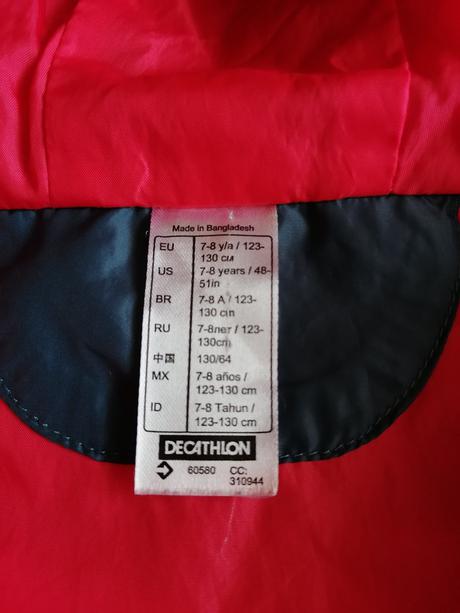 Made in Bangladesh
EU 7-8 y/a / 123-
130 см
US 7-8 years / 48-
51in
BR 7-8 A / 123-
130 cm
RU 7-8лет / 123-
130cm
中国 130/64
MX 7-8 años /
123-130 cm
ID 7-8 Tahun /
123-130 cm
DECATHLON
60580 CC:
310944